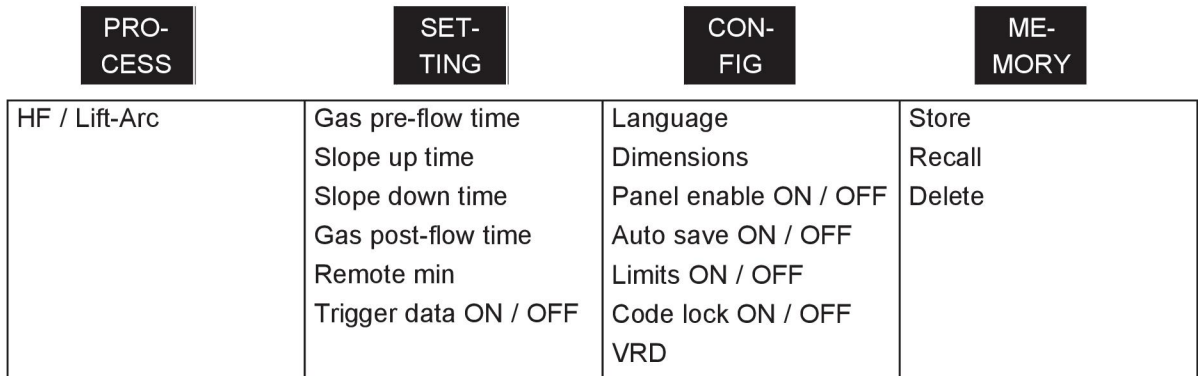 PRO-
CESS
SET-
TING
CON-
FIG
ME-
MORY
HF / Lift-Arc
Gas pre-flow time
Slope up time
Slope down time
Gas post-flow time
Remote min
Trigger data ON / OFF
Language
Dimensions
Panel enable ON / OFF
Auto save ON / OFF
Limits ON / OFF
Code lock ON / OFF
VRD
Store
Recall
Delete